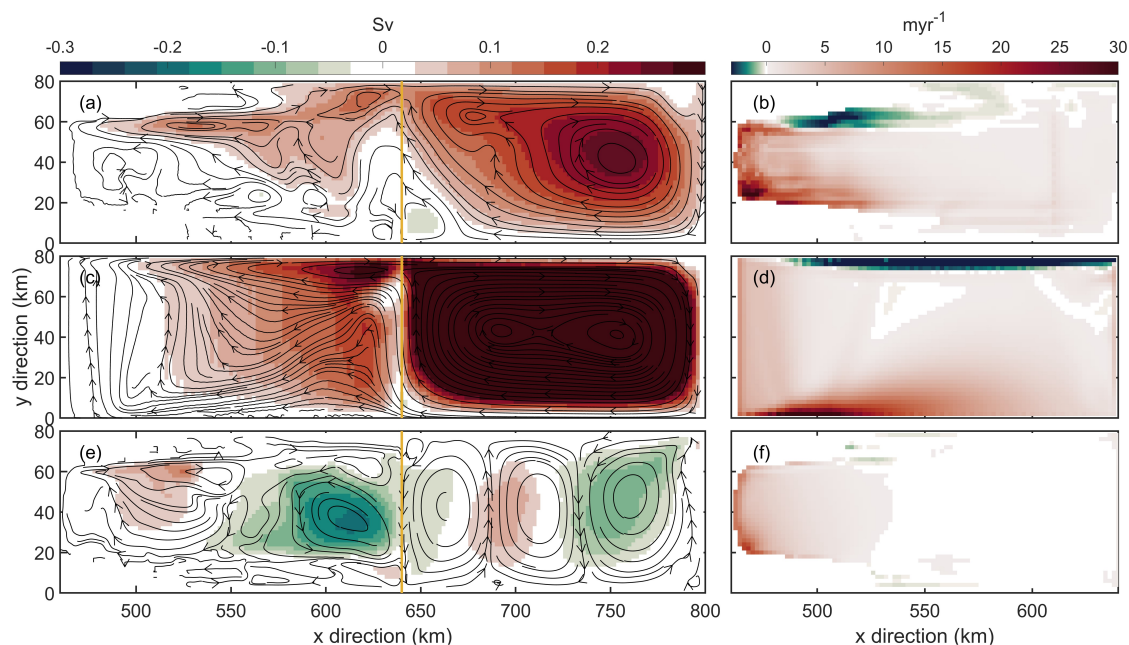 Sv
myr-1
-0.3 -0.2 -0.1 0 0.1 0.2
0 5 10 15 20 25 30
80 60 40 20 0
(a)
(b)
80 60 40 20 0
(c)
(d)
y direction (km)
80 60 40 20 0
(e)
(f)
500 550 600 650 700 750 800
500 550 600
x direction (km)
x direction (km)